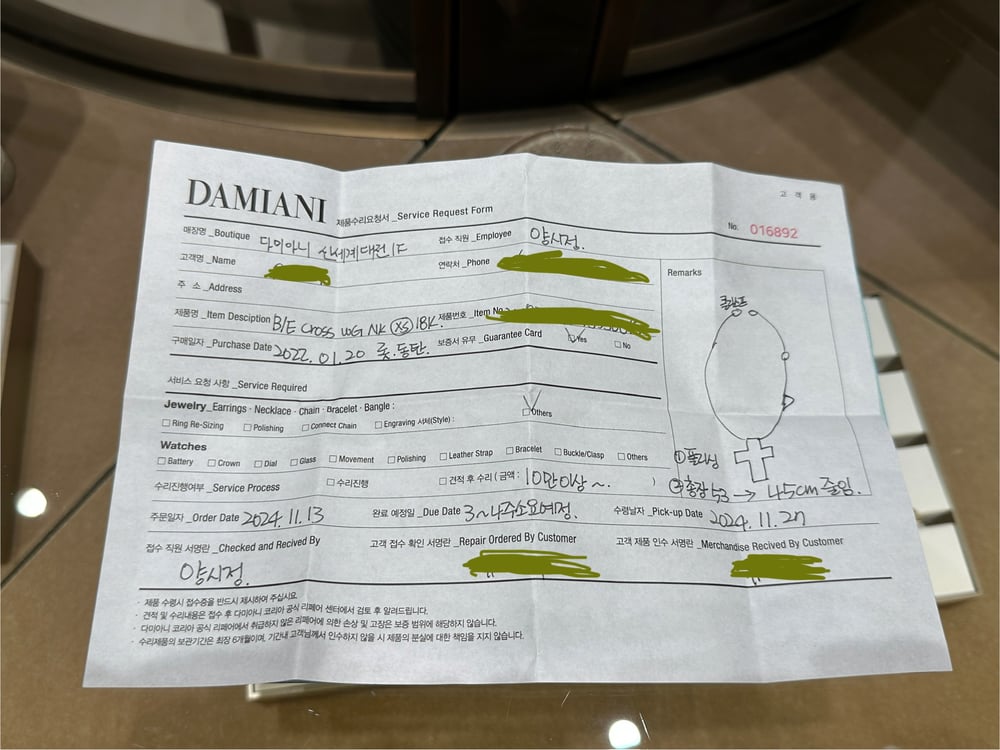 고 객 용
DAMIANI 제품수리요청서 _Service Request Form
No. 016892
매장명 _Boutique 다미아니 신세계대전 1F 접수 직원 _Employee 양시정.
고객명 _Name 연락처 _Phone
주 소 _Address
제품명 _Item Desciption B/E Cross WG NK XS 18K. 제품번호 _Item No.
구매일자 _Purchase Date 2022.01.20 롯.동탄. 보증서 유무 _Guarantee Card ☑Yes □No
서비스 요청 사항 _Service Required
Jewelry_Earrings · Necklace · Chain · Bracelet · Bangle :
□ Ring Re-Sizing □ Polishing □ Connect Chain □ Engraving 서체(Style) : ☑Others
Watches
□ Battery □ Crown □ Dial □ Glass □ Movement □ Polishing □ Leather Strap □ Bracelet □ Buckle/Clasp □ Others
수리진행여부 _Service Process □ 수리진행 □ 견적 후 수리 ( 금액 : 10만이상~. )
주문일자 _Order Date 2024.11.13 완료 예정일 _Due Date 3~4주소요예정. 수령날자 _Pick-up Date 2024.11.27
접수 직원 서명란 _Checked and Recived By 고객 접수 확인 서명란 _Repair Ordered By Customer 고객 제품 인수 서명란 _Merchandise Recived By Customer
양시정.
· 제품 수령시 접수증을 반드시 제시하여 주십시요.
· 견적 및 수리내용은 접수 후 다미아니 코리아 공식 리페어 센터에서 검토 후 알려드립니다.
· 다미아니 코리아 공식 리페어에서 취급하지 않은 리페어에 의한 손상 및 고장은 보증 범위에 해당하지 않습니다.
· 수리제품의 보관기간은 최장 6개월이며, 기간내 고객님께서 인수하지 않을 시 제품의 분실에 대한 책임을 지지 않습니다.
Remarks
클라스프
① 폴리싱
② 총장 53 → 45cm 줄임.